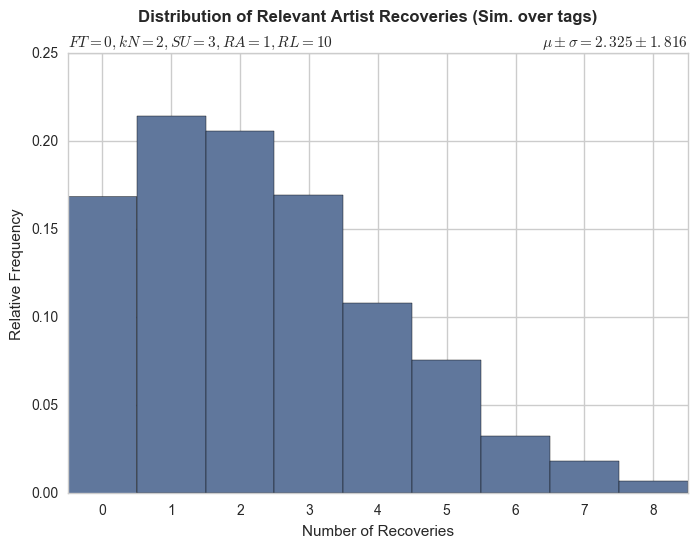 Distribution of Relevant Artist Recoveries (Sim. over tags)
FT = 0, kN = 2, SU = 3, RA = 1, RL = 10
μ ± σ = 2.325 ± 1.816
0.25
0.20
0.15
0.10
0.05
0.00
Relative Frequency
0 1 2 3 4 5 6 7 8
Number of Recoveries